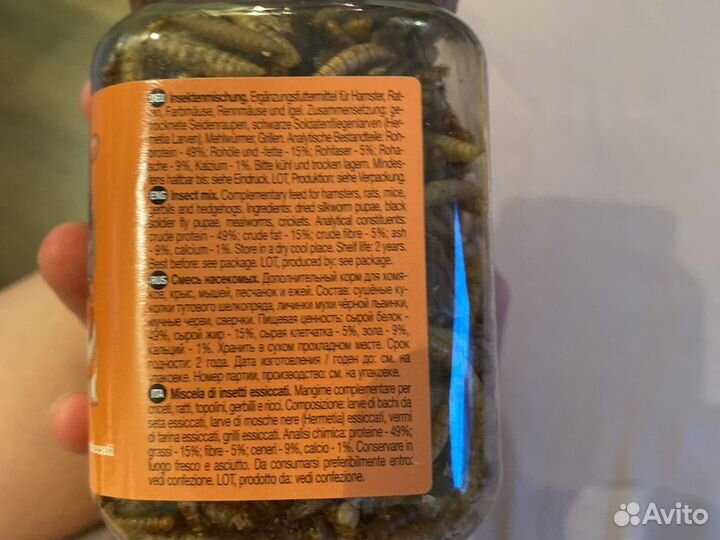 DEU Insektenmischung. Ergänzungsfuttermittel für Hamster, Rat-
ten, Farbmäuse, Rennmäuse und Igel. Zusammensetzung: ge-
trocknete Seidenraupen, schwarze Soldatenfliegenlarven (Her-
metia Larven), Mehlwürmer, Grillen. Analytische Bestandteile: Roh-
protein - 49%, Rohöle und -fette - 15%; Rohfaser - 5%; Roha-
sche - 9%, Kalzium - 1%. Bitte kühl und trocken lagern. Mindes-
tens haltbar bis: siehe Eindruck. LOT, Produktion: siehe Verpackung.
ENG Insect mix. Complementary feed for hamsters, rats, mice,
gerbils and hedgehogs. Ingredients: dried silkworm pupae, black
soldier fly pupae, mealworms, crickets. Analytical constituents:
crude protein - 49%; crude fat - 15%; crude fibre - 5%; ash
- 9%, calcium - 1%. Store in a dry cool place. Shelf life: 2 years.
Best before: see package. LOT, produced by: see package.
RUS Смесь насекомых. Дополнительный корм для хомя-
ков, крыс, мышей, песчанок и ежей. Состав: сушёные ку-
колки тутового шелкопряда, личинки мухи чёрной львинки,
мучные черви, сверчки. Пищевая ценность: сырой белок -
49%, сырой жир - 15%, сырая клетчатка - 5%, зола - 9%,
кальций - 1%. Хранить в сухом прохладном месте. Срок
годности: 2 года. Дата изготовления / годен до: см. на
упаковке. Номер партии, производство: см. на упаковке.
ITA Miscela di insetti essiccati. Mangime complementare per
criceti, ratti, topolini, gerbilli e ricci. Composizione: larve di bachi da
seta essiccati, larve di mosche nere (Hermetia) essiccati, vermi
di farina essiccati, grilli essiccati. Analisi chimica: proteine - 49%;
grassi - 15%; fibre - 5%; ceneri - 9%, calcio - 1%. Conservare in
luogo fresco e asciutto. Da consumarsi preferibilmente entro:
vedi confezione. LOT, prodotto da: vedi confezione.
Avito